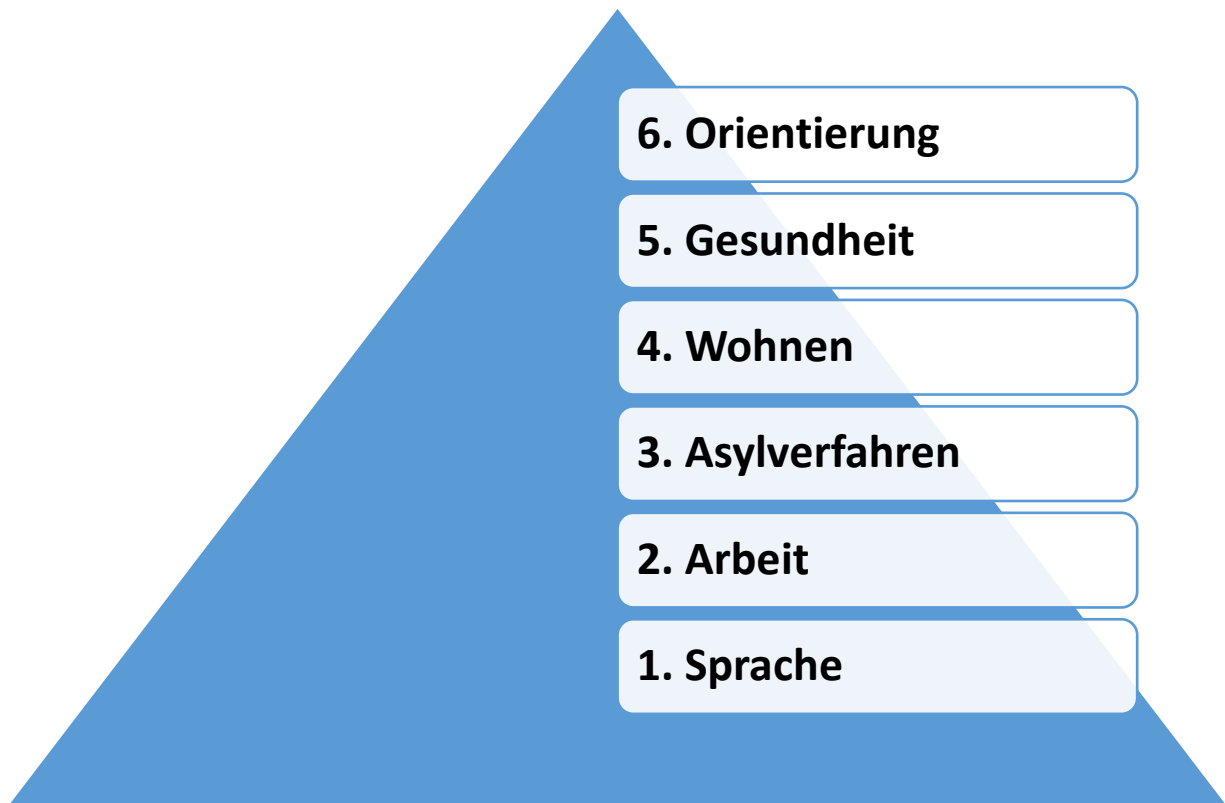 6. Orientierung
5. Gesundheit
4. Wohnen
3. Asylverfahren
2. Arbeit
1. Sprache